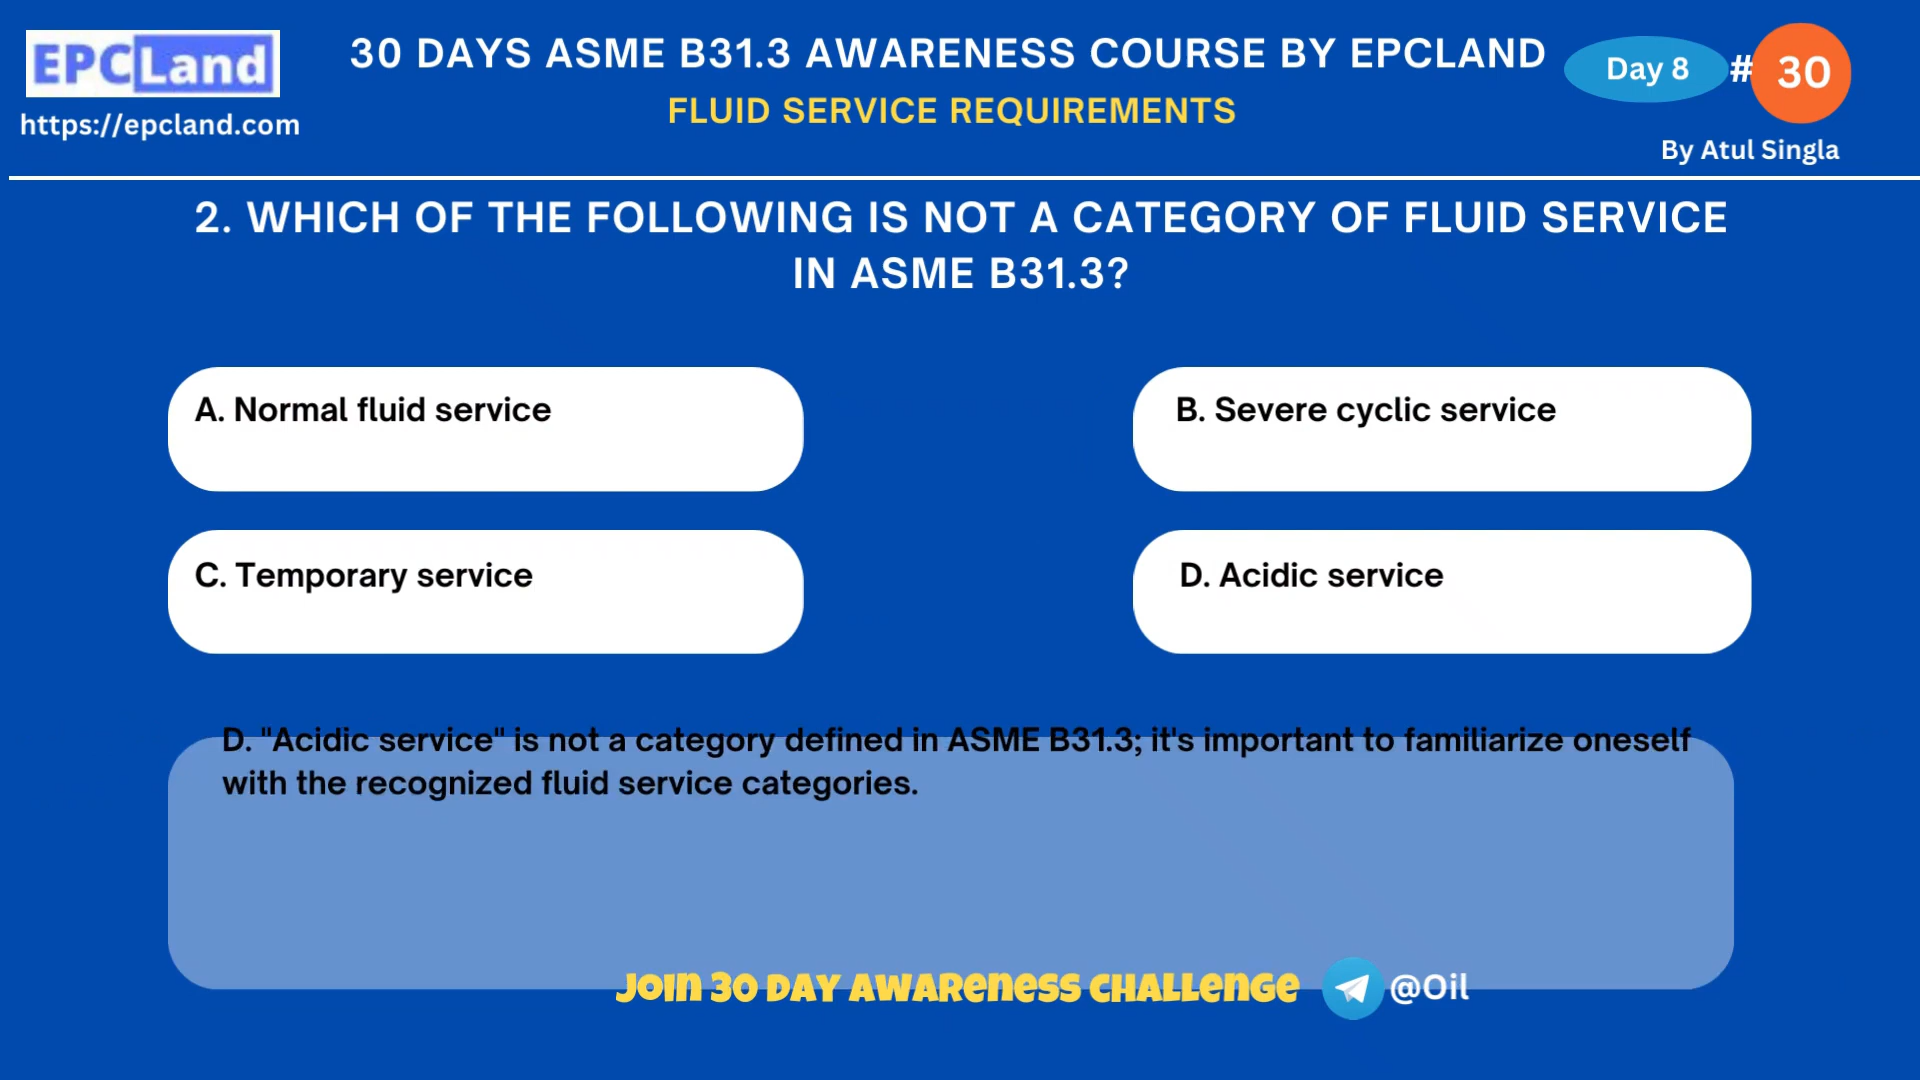 EPCLand
https://epcland.com
30 DAYS ASME B31.3 AWARENESS COURSE BY EPCLAND
FLUID SERVICE REQUIREMENTS
Day 8 # 30
By Atul Singla
2. WHICH OF THE FOLLOWING IS NOT A CATEGORY OF FLUID SERVICE
IN ASME B31.3?
A. Normal fluid service
B. Severe cyclic service
C. Temporary service
D. Acidic service
D. "Acidic service" is not a category defined in ASME B31.3; it's important to familiarize oneself
with the recognized fluid service categories.
Join 30 Day Awareness Challenge @Oil